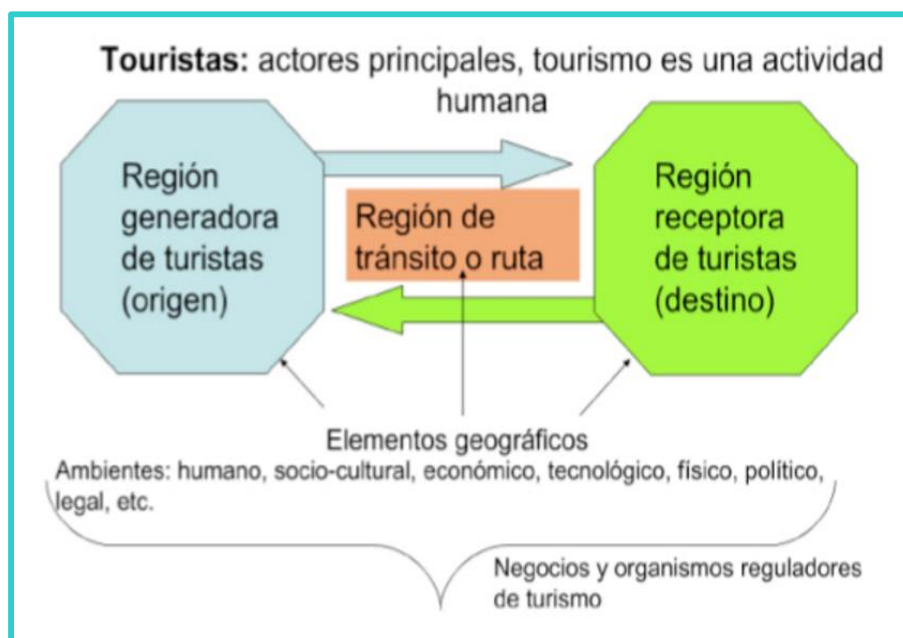 Touristas: actores principales, tourismo es una actividad
humana
Región
generadora
de turistas
(origen)
Región de
tránsito o ruta
Región
receptora
de turistas
(destino)
Elementos geográficos
Ambientes: humano, socio-cultural, económico, tecnológico, físico, político,
legal, etc.
Negocios y organismos reguladores
de turismo